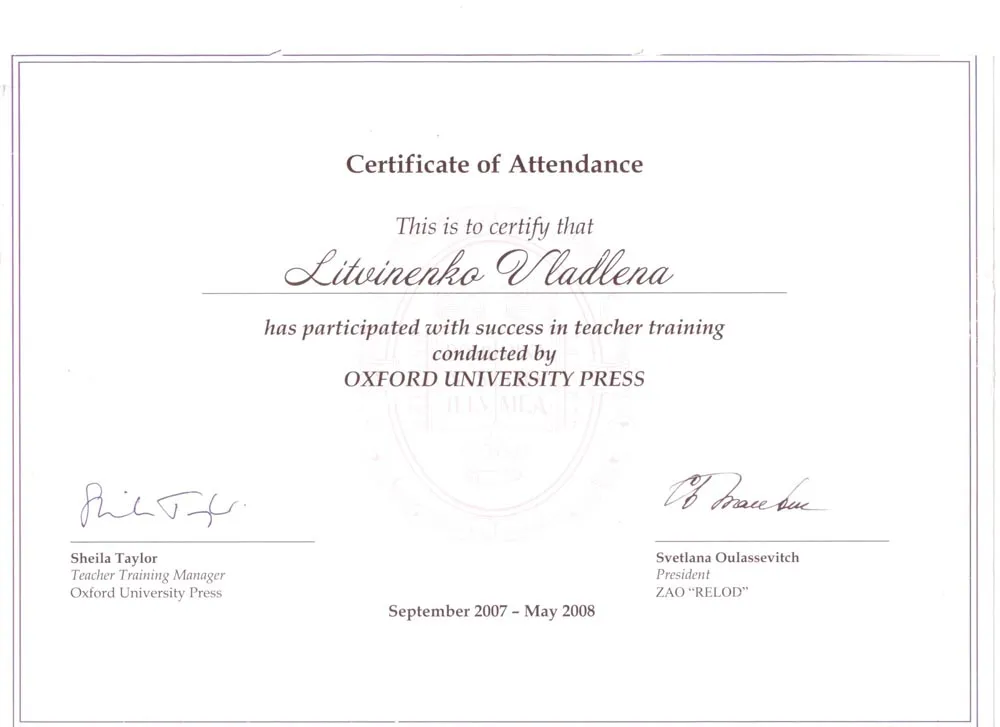 Certificate of Attendance
This is to certify that
Litvinenko Vladlena
has participated with success in teacher training
conducted by
OXFORD UNIVERSITY PRESS
Sheila Taylor
Teacher Training Manager
Oxford University Press
Svetlana Oulassevitch
President
ZAO “RELOD”
September 2007 – May 2008